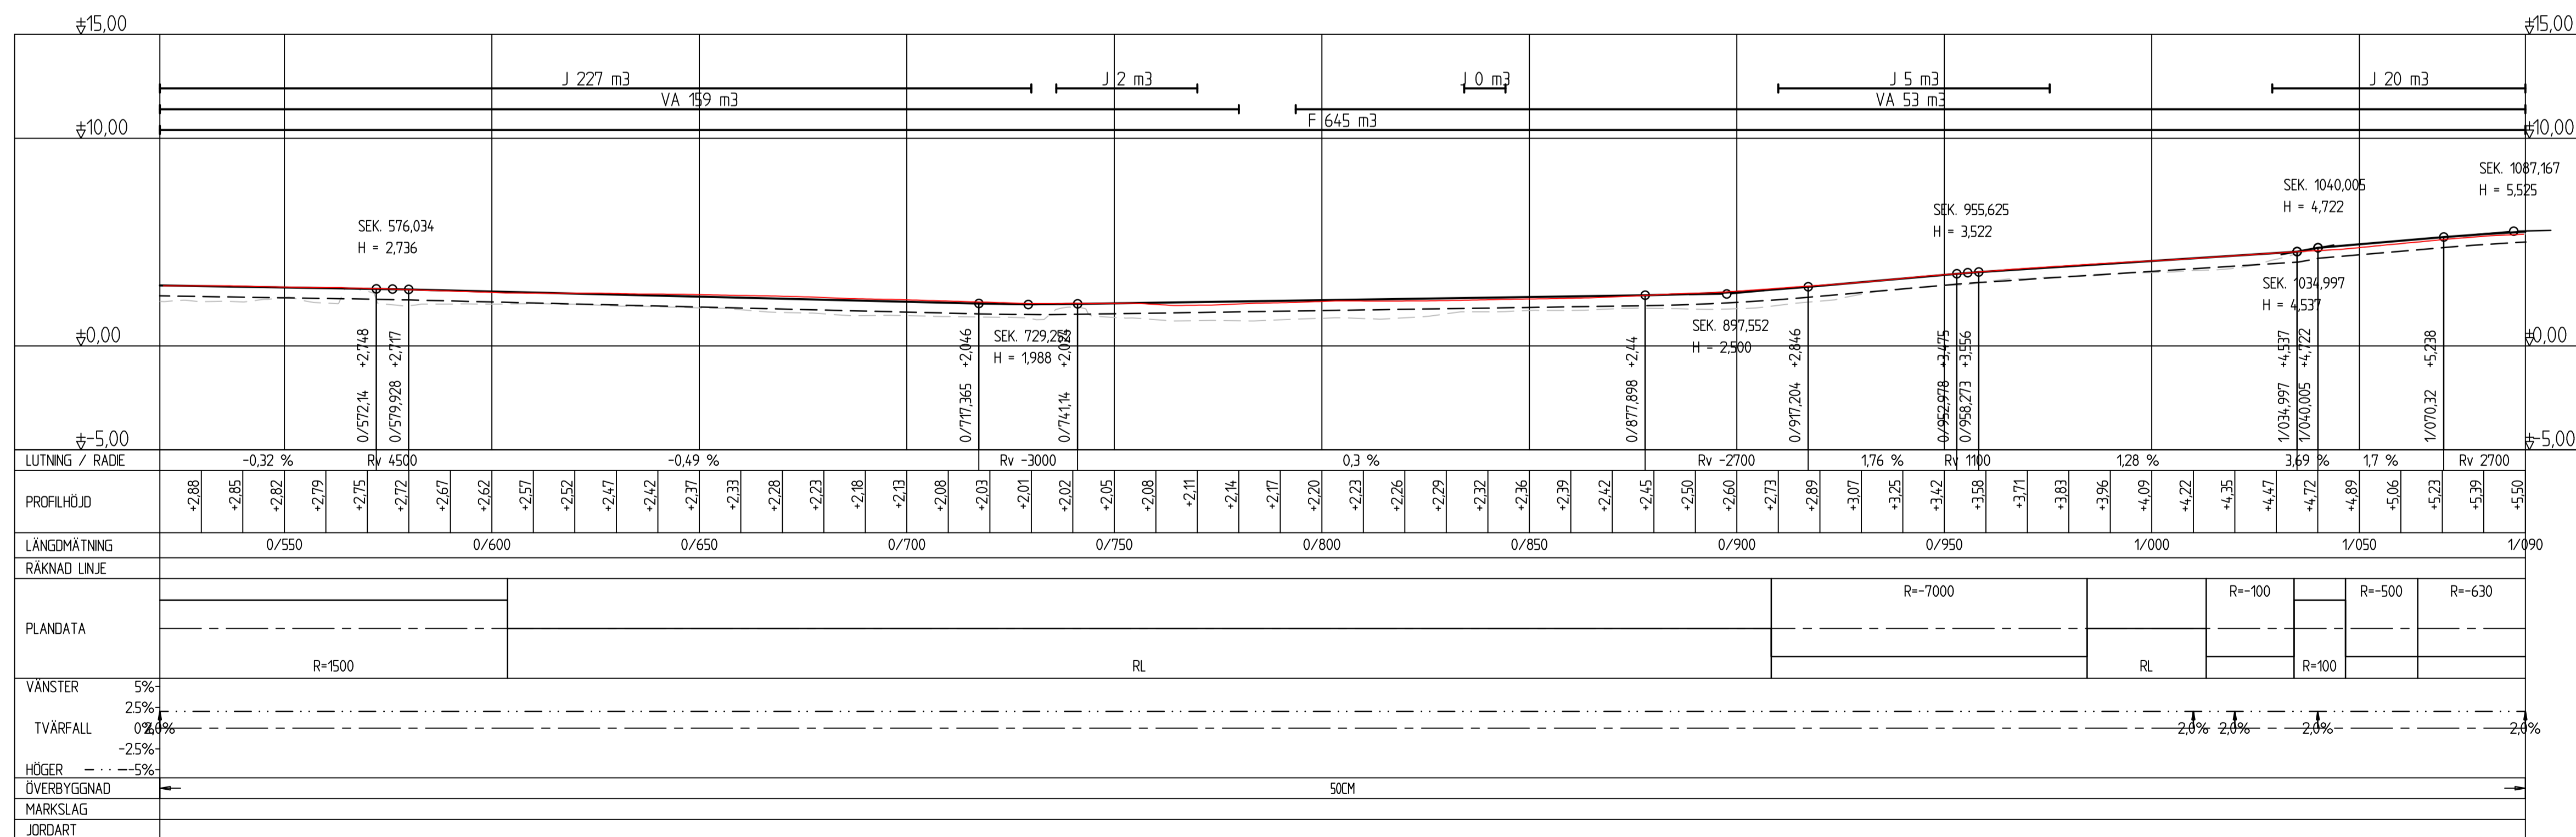 ±15,00 ±15,00
J 227 m3 J 2 m3 J 0 m3 J 5 m3 J 20 m3
VA 159 m3 VA 53 m3
F 645 m3
±10,00 ±10,00
SEK. 1087,167
H = 5,525
SEK. 1040,005
H = 4,722
SEK. 955,625
H = 3,522
SEK. 576,034
H = 2,736
SEK. 1034,997
H = 4,537
SEK. 897,552
H = 2,500
SEK. 729,252
H = 1,988
±0,00 ±0,00
0/572,14 +2,748
0/579,928 +2,717
0/717,365 +2,046
0/741,14
0/877,898 +2,44
0/917,204 +2,846
0/952,978 +3,475
0/958,273 +3,556
1/034,997 +4,537
1/040,005 +4,722
1/070,32 +5,238
±-5,00 ±-5,00
LUTNING / RADIE -0,32 % Rv 4500 -0,49 % Rv -3000 0,3 % Rv -2700 1,76 % Rv 1100 1,28 % 3,69 % 1,7 % Rv 2700
PROFILHÖJD +2,88 +2,85 +2,82 +2,79 +2,75 +2,72 +2,67 +2,62 +2,57 +2,52 +2,47 +2,42 +2,37 +2,33 +2,28 +2,23 +2,18 +2,13 +2,08 +2,03 +2,01 +2,02 +2,05 +2,08 +2,11 +2,14 +2,17 +2,20 +2,23 +2,26 +2,29 +2,32 +2,36 +2,39 +2,42 +2,45 +2,50 +2,60 +2,73 +2,89 +3,07 +3,25 +3,42 +3,58 +3,71 +3,83 +3,96 +4,09 +4,22 +4,35 +4,47 +4,72 +4,89 +5,06 +5,23 +5,39 +5,50
LÄNGDMÄTNING 0/550 0/600 0/650 0/700 0/750 0/800 0/850 0/900 0/950 1/000 1/050 1/090
RÄKNAD LINJE
R=-7000 R=-100 R=-500 R=-630
PLANDATA
R=1500 RL RL R=100
VÄNSTER 5%
2.5%
TVÄRFALL 0% 2,0% 2,0% 2,0% 2,0% 2,0%
-2.5%
HÖGER -5%
ÖVERBYGGNAD 50CM
MARKSLAG
JORDART